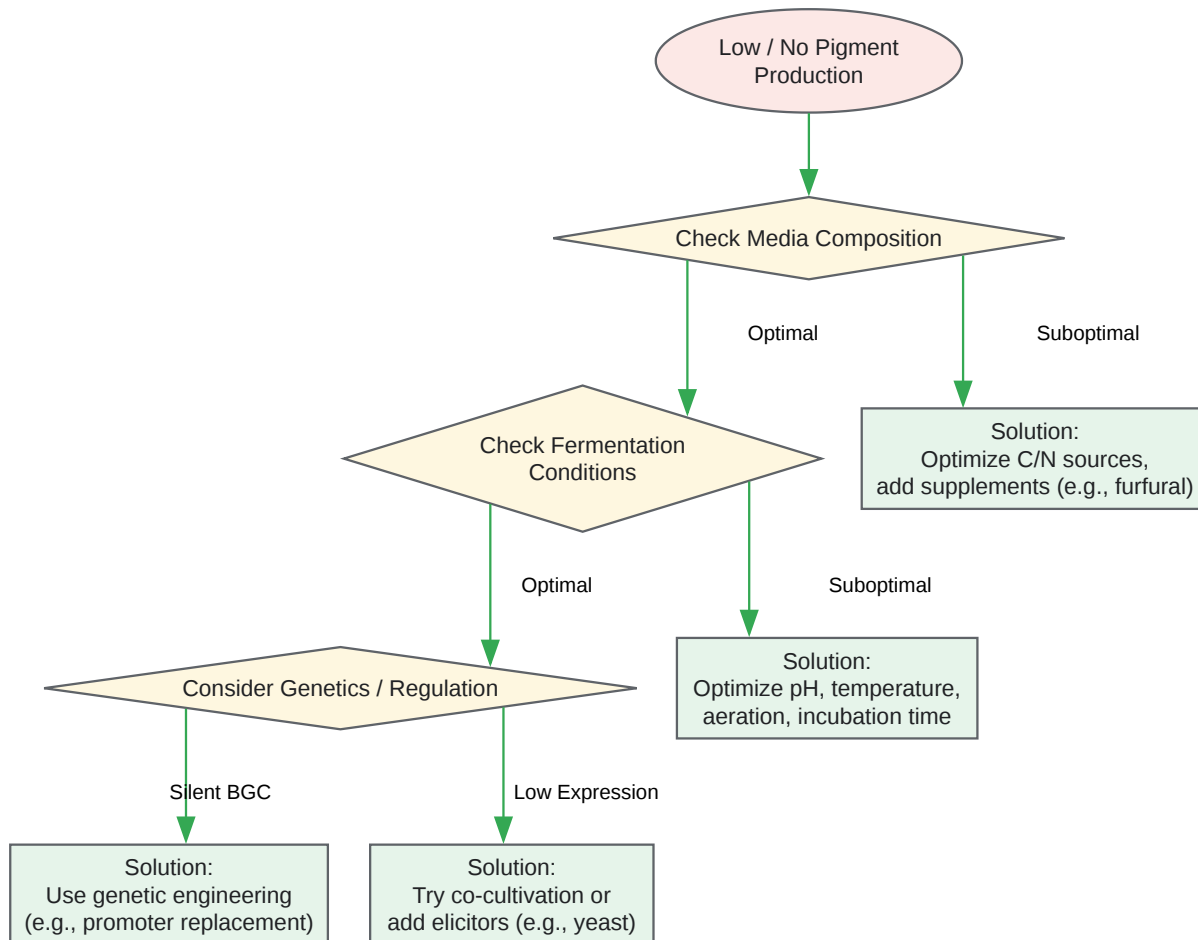 Low / No Pigment
Production
Check Media Composition
Optimal
Suboptimal
Check Fermentation
Conditions
Solution:
Optimize C/N sources,
add supplements (e.g., furfural)
Optimal
Suboptimal
Consider Genetics / Regulation
Solution:
Optimize pH, temperature,
aeration, incubation time
Silent BGC
Low Expression
Solution:
Use genetic engineering
(e.g., promoter replacement)
Solution:
Try co-cultivation or
add elicitors (e.g., yeast)